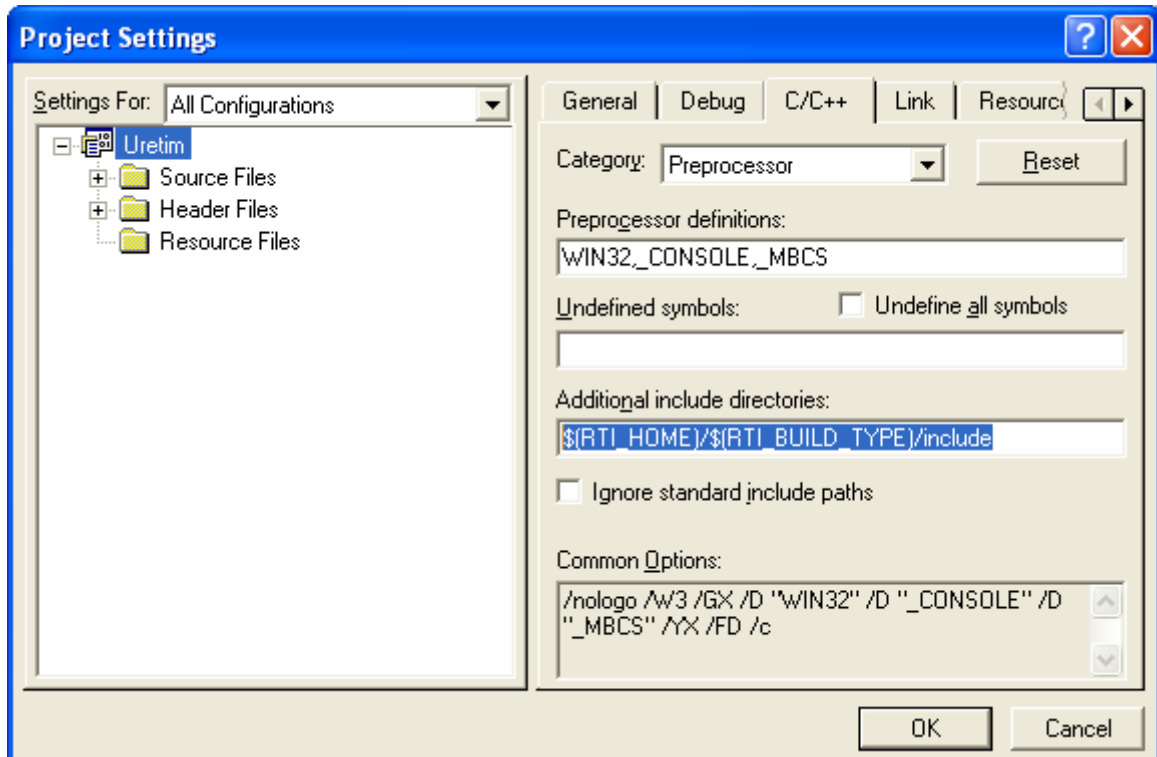 Project Settings
Settings For: All Configurations
Uretim
Source Files
Header Files
Resource Files
General Debug C/C++ Link
Category: Preprocessor Reset
Preprocessor definitions:
WIN32,_CONSOLE,_MBCS
Undefined symbols: Undefine all symbols
Additional include directories:
$(RTI_HOME)/$(RTI_BUILD_TYPE)/include
Ignore standard include paths
Common Options:
/nologo /W3 /GX /D "WIN32" /D "_CONSOLE" /D
"_MBCS" /YX /FD /c
OK Cancel